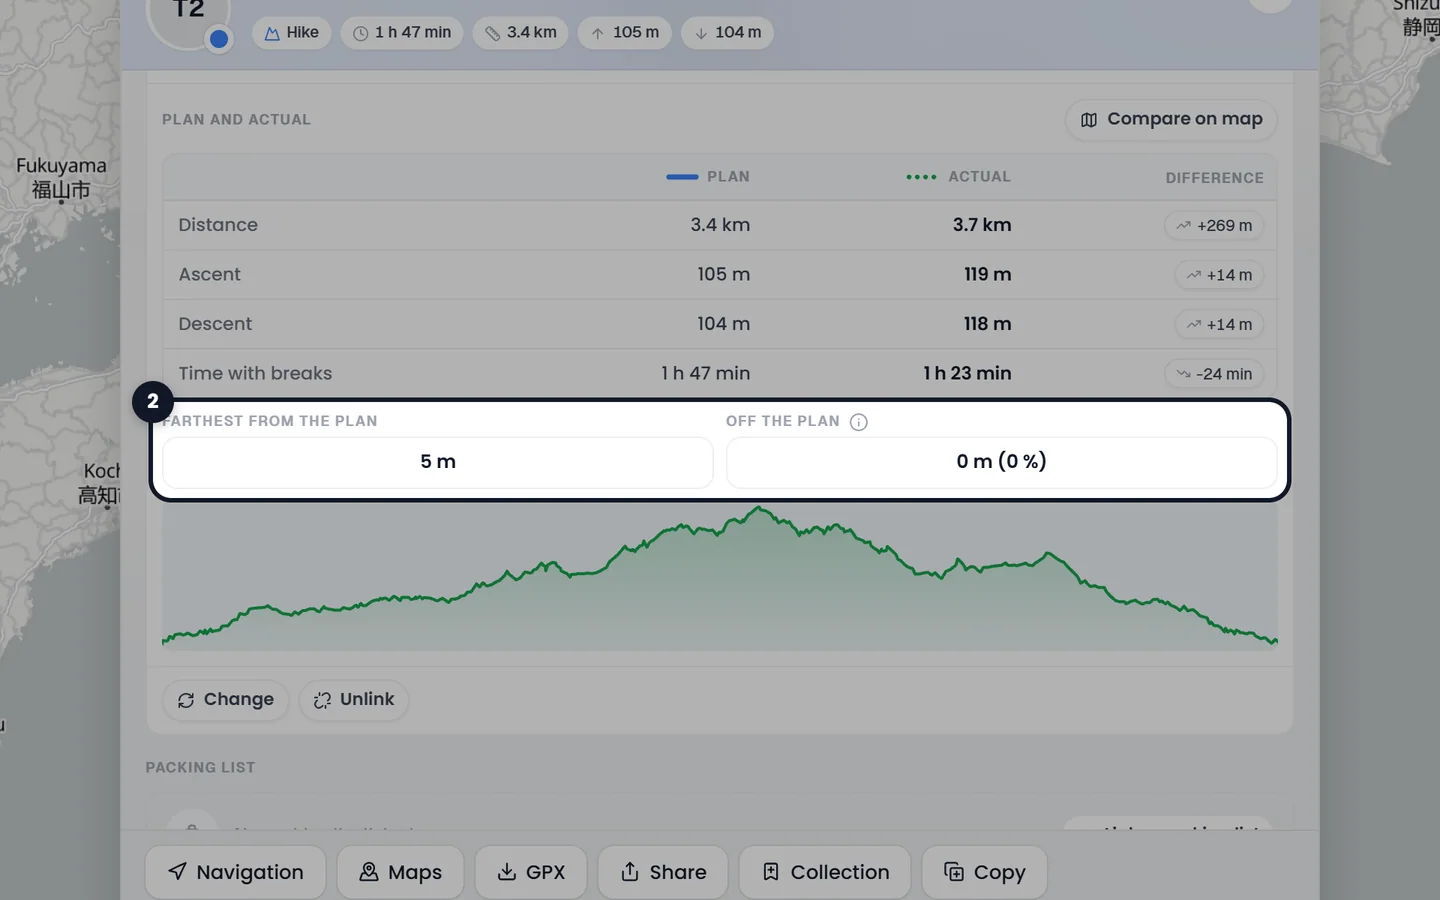 T2
Hike
1 h 47 min
3.4 km
105 m
104 m
静岡
Fukuyama
福山市
PLAN AND ACTUAL
Compare on map
PLAN
ACTUAL
DIFFERENCE
Distance
3.4 km
3.7 km
+269 m
Ascent
105 m
119 m
+14 m
Descent
104 m
118 m
+14 m
Time with breaks
1 h 47 min
1 h 23 min
-24 min
2
FARTHEST FROM THE PLAN
OFF THE PLAN
5 m
0 m (0 %)
Koch
高知
Change
Unlink
PACKING LIST
Navigation
Maps
GPX
Share
Collection
Copy